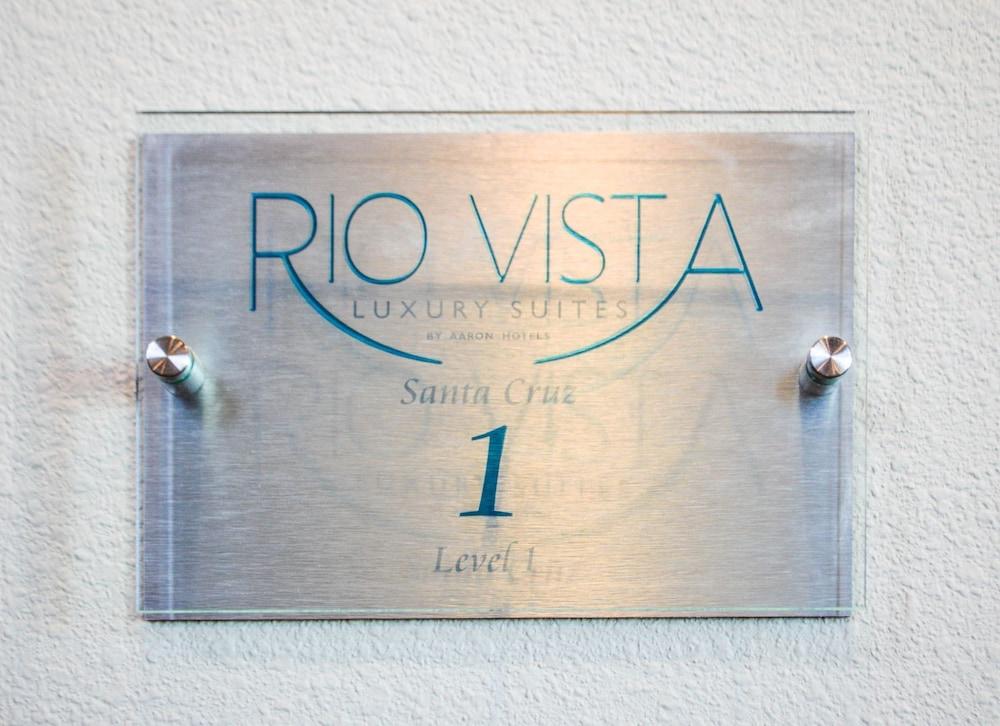 RIO VISTA
LUXURY SUITES
BY AARON HOTELS
Santa Cruz
1
Level 1